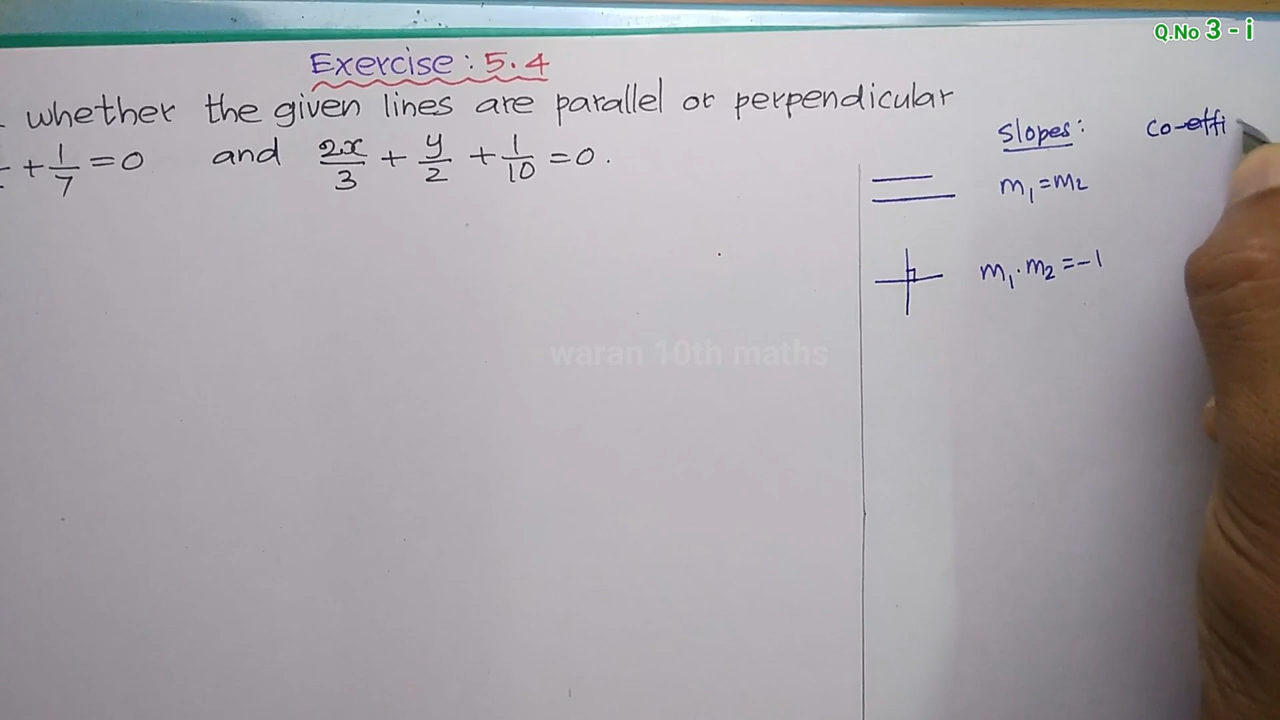 Q.No 3 - i
Exercise : 5.4
whether the given lines are parallel or perpendicular
+ 1/7 = 0 and 2x/3 + y/2 + 1/10 = 0.
Slopes : co-effi
m₁ = m₂
m₁ . m₂ = -1
waran 10th maths